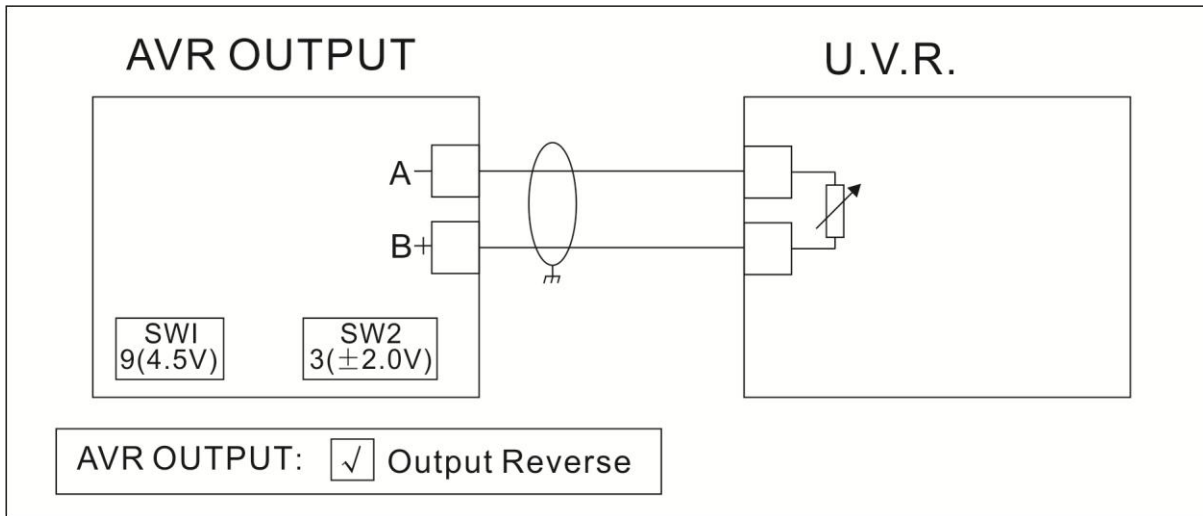 AVR OUTPUT
U.V.R.
A−
B+
SWI
9(4.5V)
SW2
3(±2.0V)
AVR OUTPUT: √ Output Reverse